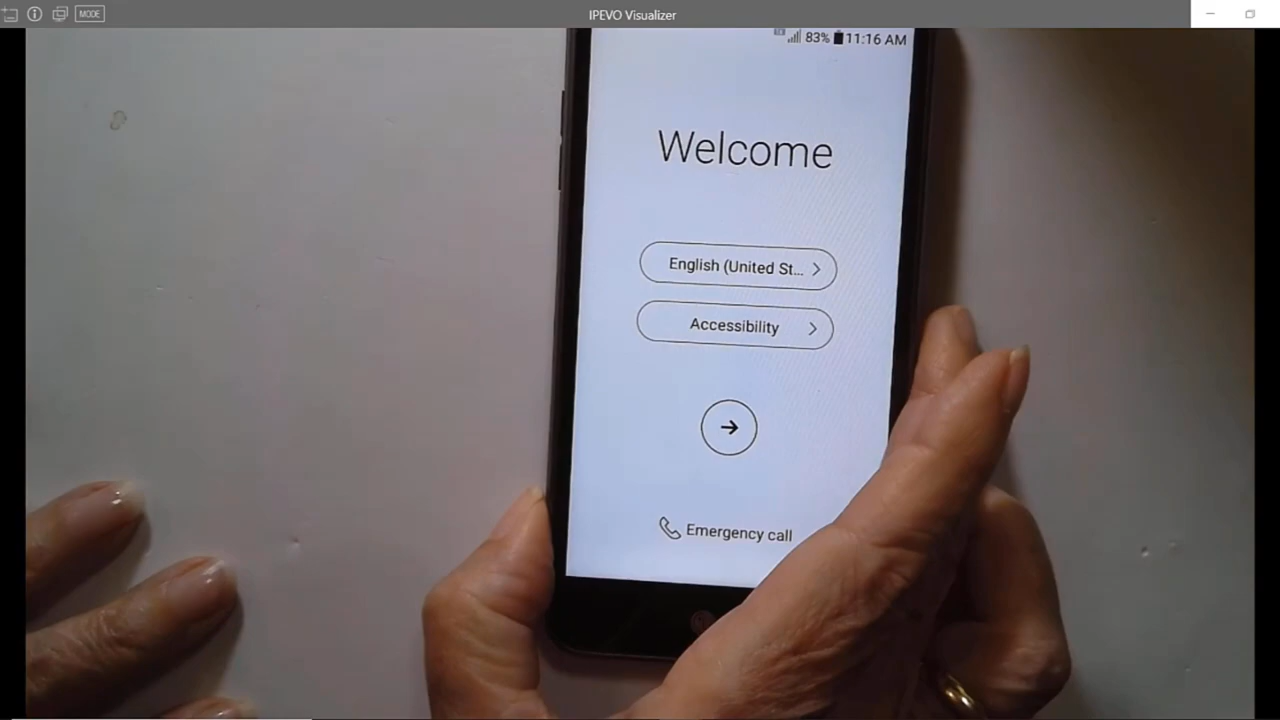 MODE
IPEVO Visualizer
83% 11:16 AM
Welcome
English (United St...
Accessibility
Emergency call